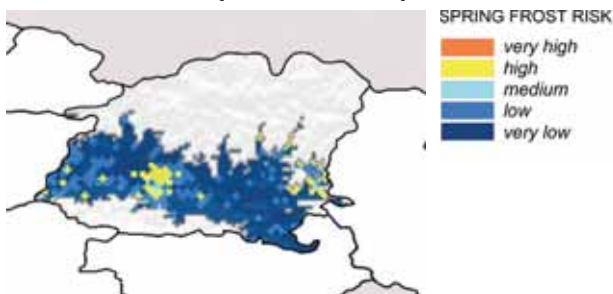 SPRING FROST RISK
very high
high
medium
low
very low